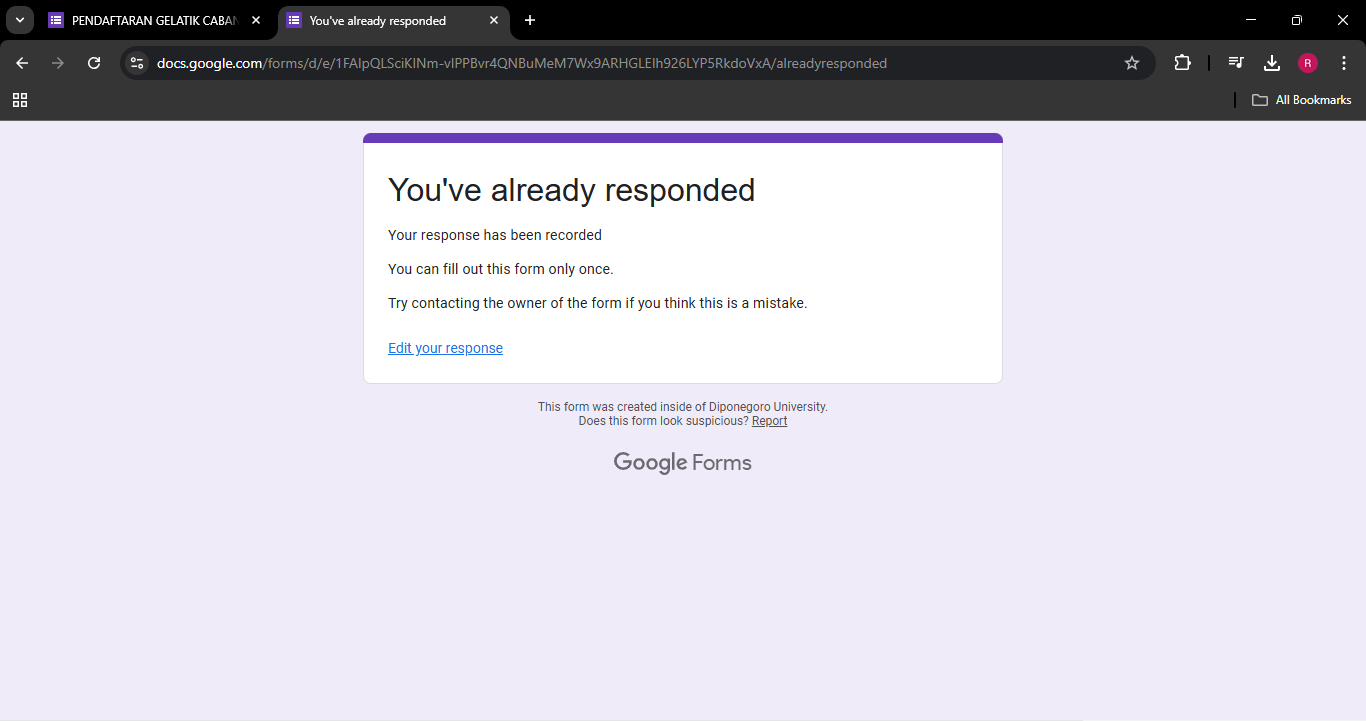 PENDAFTARAN GELATIK CABAN
You've already responded
docs.google.com/forms/d/e/1FAIpQLSciKlNm-vIPPBvr4QNBuMeM7Wx9ARHGLEIh926LYP5RkdoVxA/alreadyresponded
R
All Bookmarks
You've already responded
Your response has been recorded
You can fill out this form only once.
Try contacting the owner of the form if you think this is a mistake.
Edit your response
This form was created inside of Diponegoro University.
Does this form look suspicious? Report
Google Forms